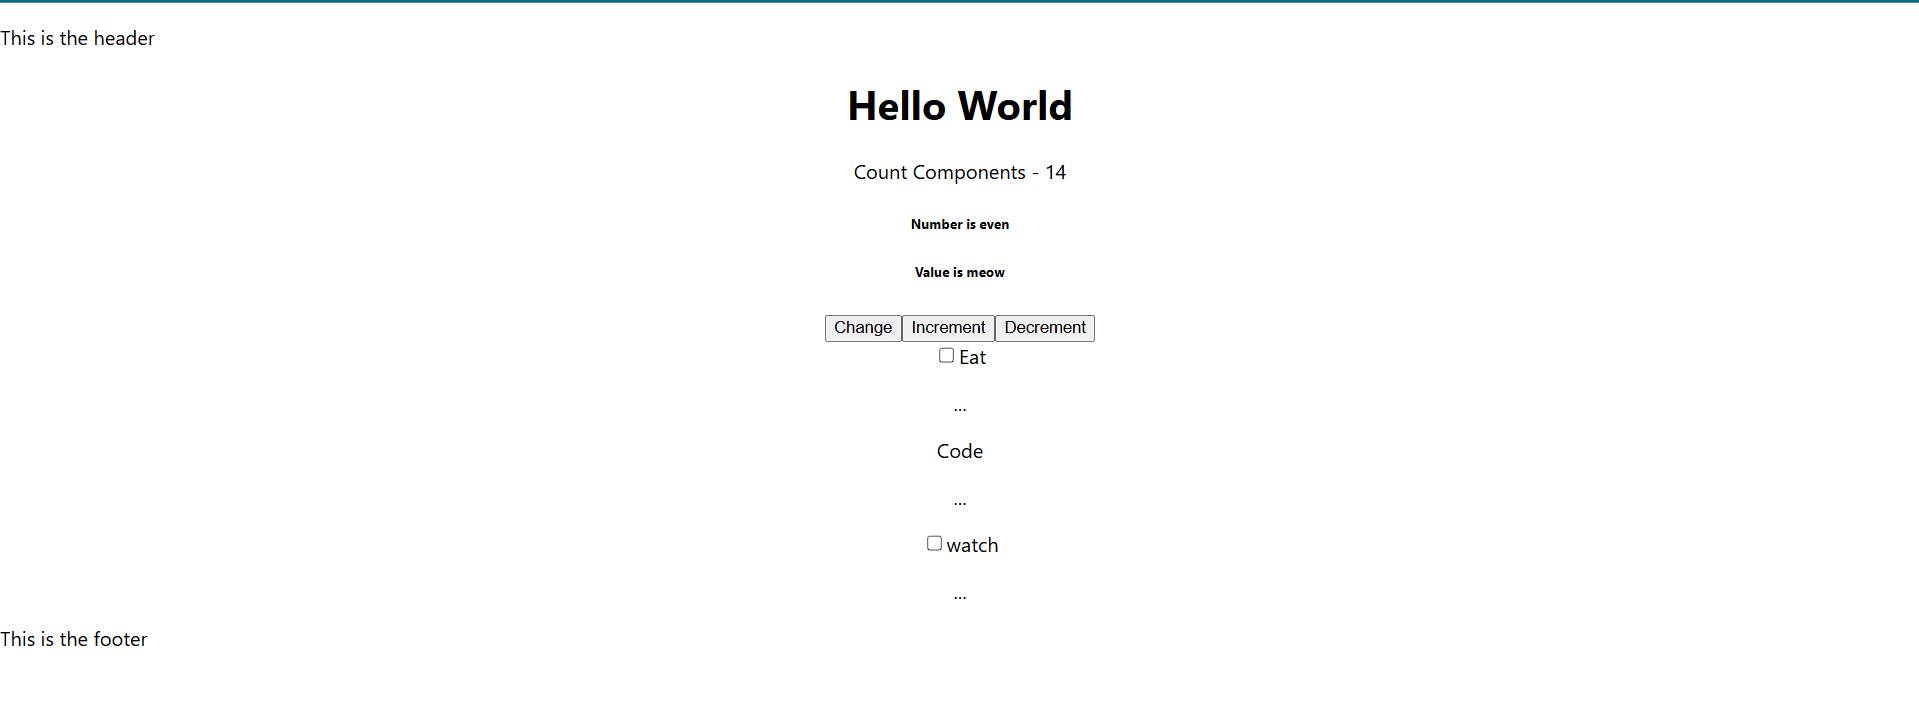 This is the header
Hello World
Count Components - 14
Number is even
Value is meow
Change Increment Decrement
Eat
...
Code
...
watch
...
This is the footer